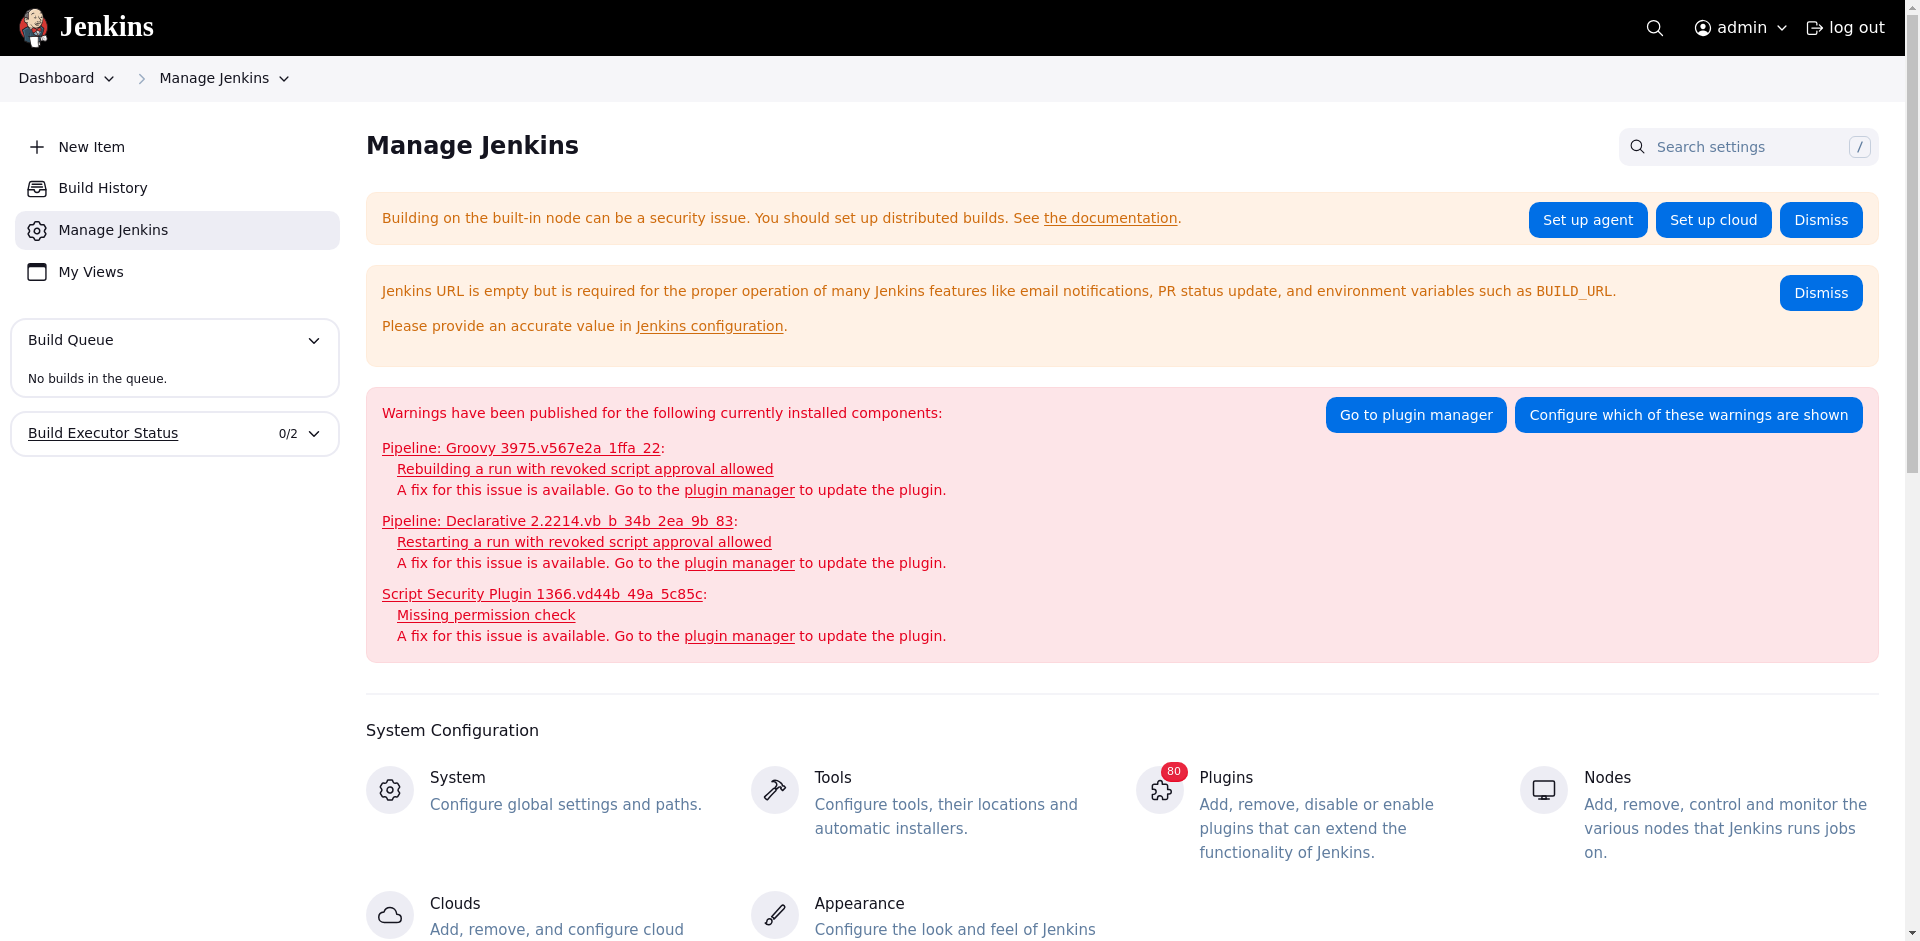 Jenkins
admin
log out
Dashboard
Manage Jenkins
New Item
Build History
Manage Jenkins
My Views
Build Queue
No builds in the queue.
Build Executor Status
0/2
Manage Jenkins
Search settings
/
Building on the built-in node can be a security issue. You should set up distributed builds. See the documentation.
Set up agent
Set up cloud
Dismiss
Jenkins URL is empty but is required for the proper operation of many Jenkins features like email notifications, PR status update, and environment variables such as BUILD_URL.
Dismiss
Please provide an accurate value in Jenkins configuration.
Warnings have been published for the following currently installed components:
Go to plugin manager
Configure which of these warnings are shown
Pipeline: Groovy 3975.v567e2a_1ffa_22:
Rebuilding a run with revoked script approval allowed
A fix for this issue is available. Go to the plugin manager to update the plugin.
Pipeline: Declarative 2.2214.vb_b_34b_2ea_9b_83:
Restarting a run with revoked script approval allowed
A fix for this issue is available. Go to the plugin manager to update the plugin.
Script Security Plugin 1366.vd44b_49a_5c85c:
Missing permission check
A fix for this issue is available. Go to the plugin manager to update the plugin.
System Configuration
System
Configure global settings and paths.
Tools
Configure tools, their locations and
automatic installers.
80
Plugins
Add, remove, disable or enable
plugins that can extend the
functionality of Jenkins.
Nodes
Add, remove, control and monitor the
various nodes that Jenkins runs jobs
on.
Clouds
Add, remove, and configure cloud
Appearance
Configure the look and feel of Jenkins